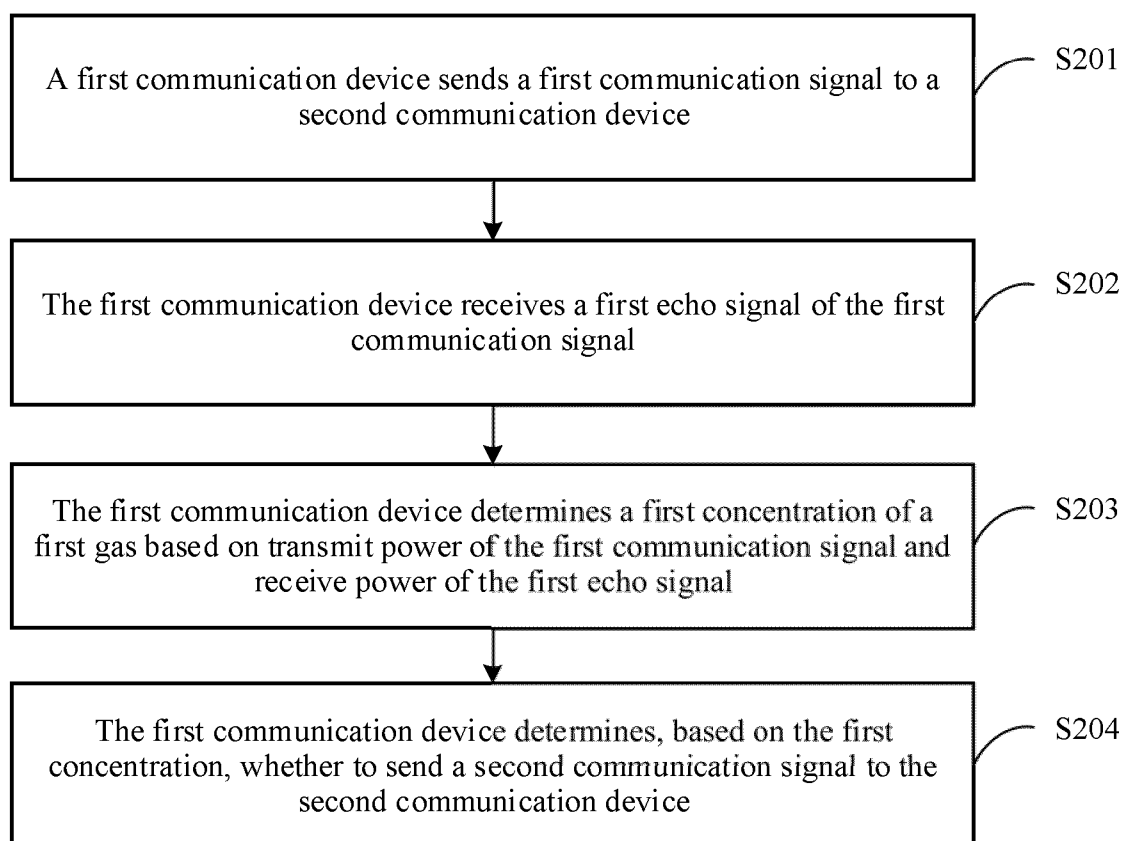 A first communication device sends a first communication signal to a
second communication device
S201
The first communication device receives a first echo signal of the first
communication signal
S202
The first communication device determines a first concentration of a
first gas based on transmit power of the first communication signal and
receive power of the first echo signal
S203
The first communication device determines, based on the first
concentration, whether to send a second communication signal to the
second communication device
S204